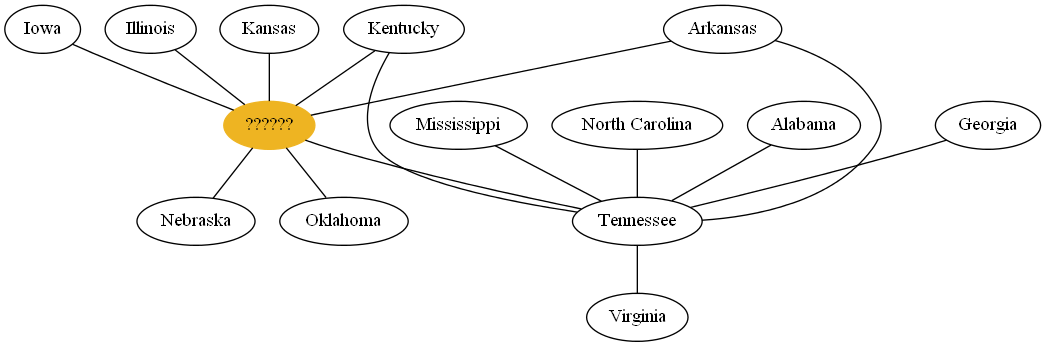 Iowa
Illinois
Kansas
Kentucky
Arkansas
??????
Mississippi
North Carolina
Alabama
Georgia
Nebraska
Oklahoma
Tennessee
Virginia